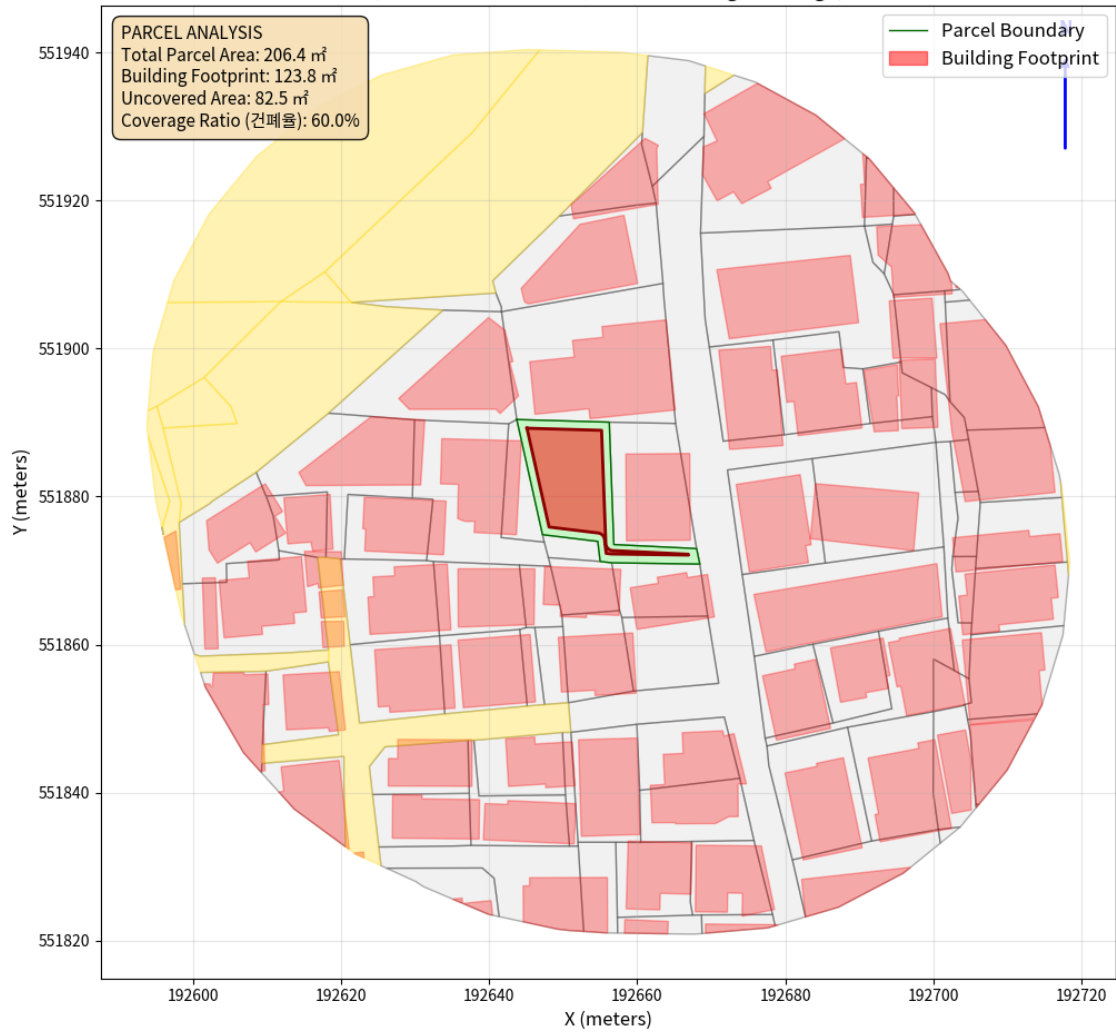 PARCEL ANALYSIS
Total Parcel Area: 206.4 ㎡
Building Footprint: 123.8 ㎡
Uncovered Area: 82.5 ㎡
Coverage Ratio (건폐율): 60.0%
Parcel Boundary
Building Footprint
N
551940
551920
551900
551880
551860
551840
551820
Y (meters)
192600
192620
192640
192660
192680
192700
192720
X (meters)